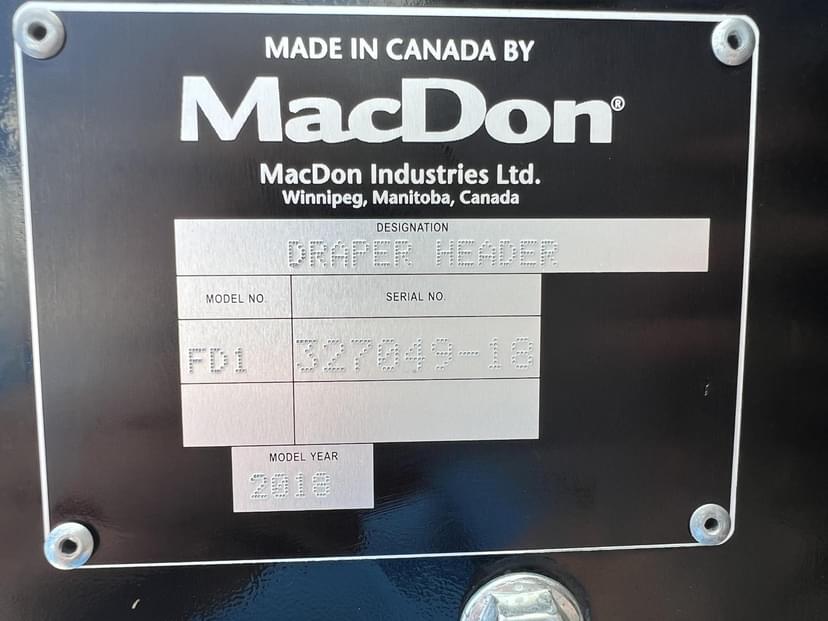 MADE IN CANADA BY
MacDon®
MacDon Industries Ltd.
Winnipeg, Manitoba, Canada
DESIGNATION
DRAPER HEADER
MODEL NO. SERIAL NO.
FD1 327049-18
MODEL YEAR
2018